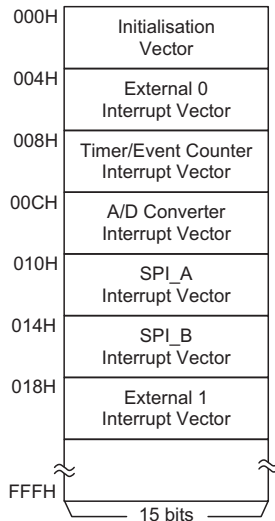 000H
Initialisation
Vector
004H
External 0
Interrupt Vector
008H
Timer/Event Counter
Interrupt Vector
00CH
A/D Converter
Interrupt Vector
010H
SPI_A
Interrupt Vector
014H
SPI_B
Interrupt Vector
018H
External 1
Interrupt Vector
FFFH
15 bits